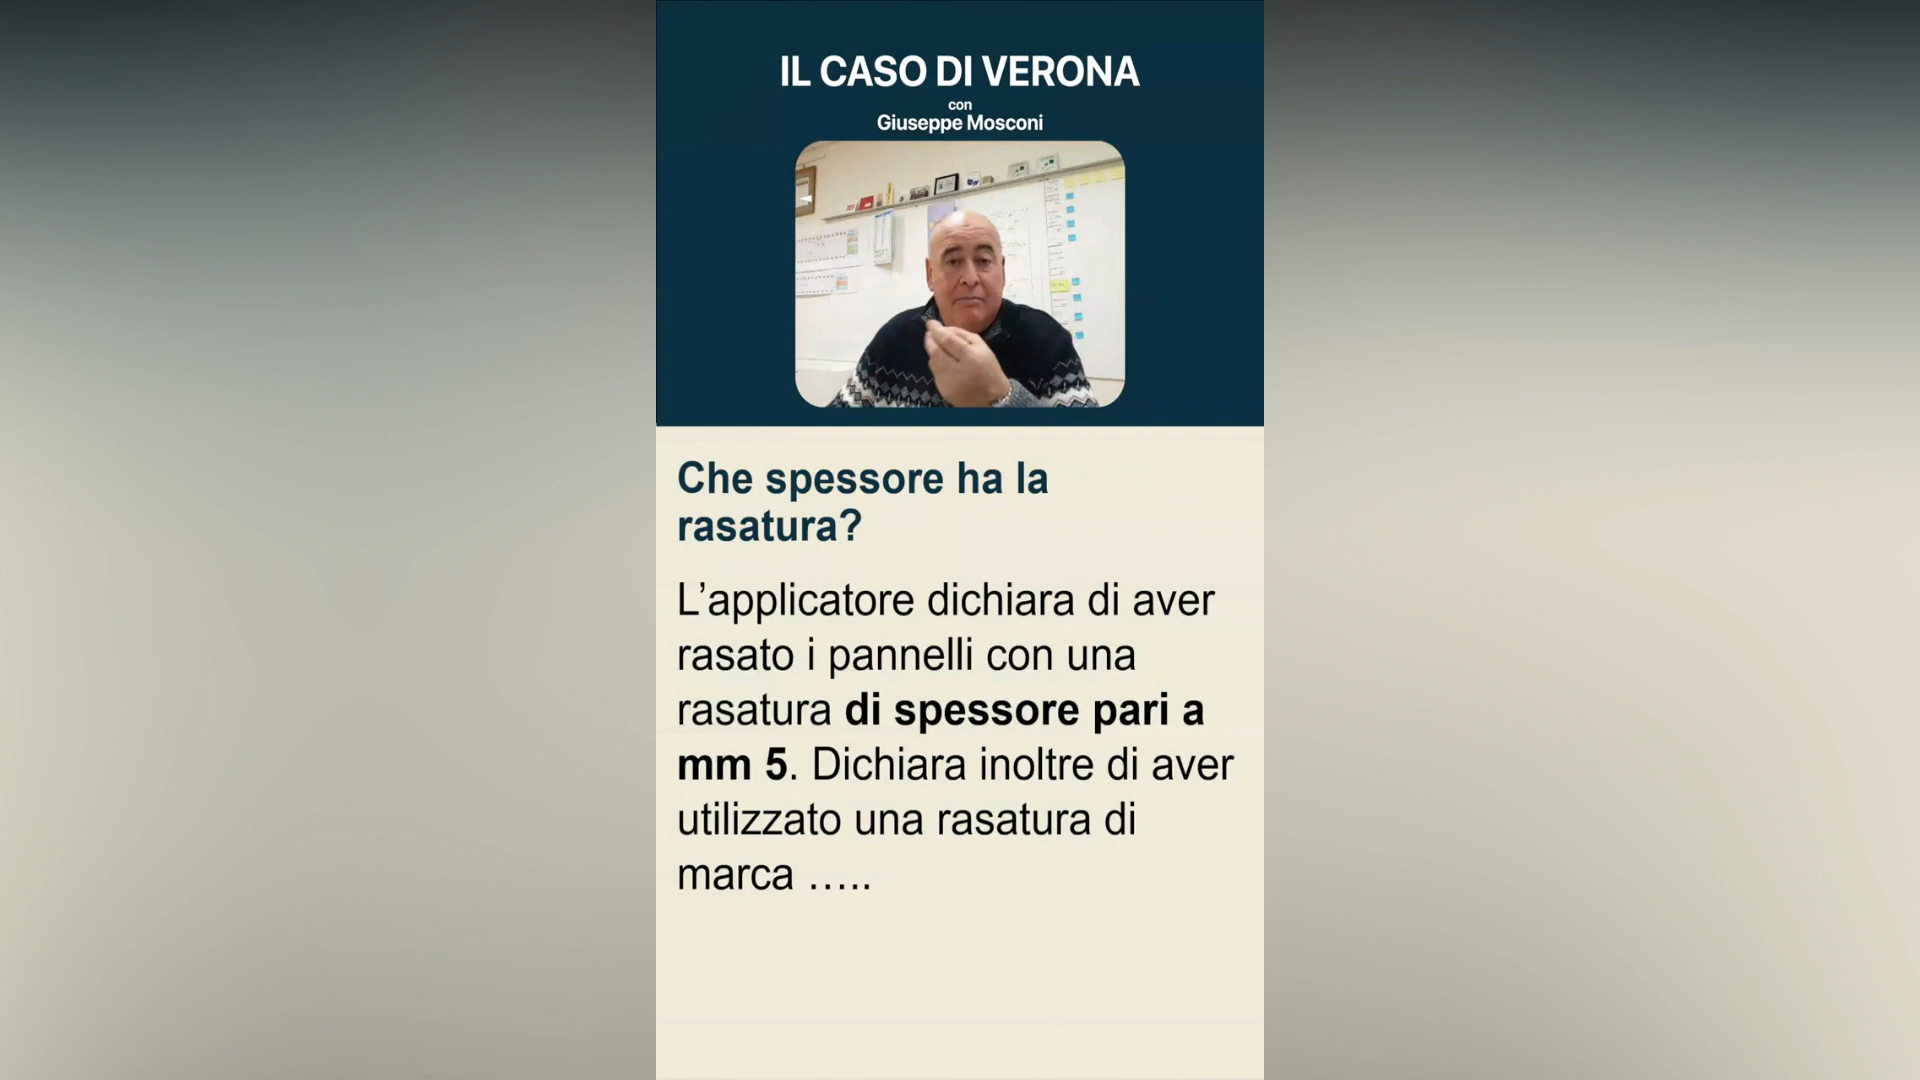 IL CASO DI VERONA
con
Giuseppe Mosconi
Che spessore ha la
rasatura?
L’applicatore dichiara di aver
rasato i pannelli con una
rasatura di spessore pari a
mm 5. Dichiara inoltre di aver
utilizzato una rasatura di
marca …..